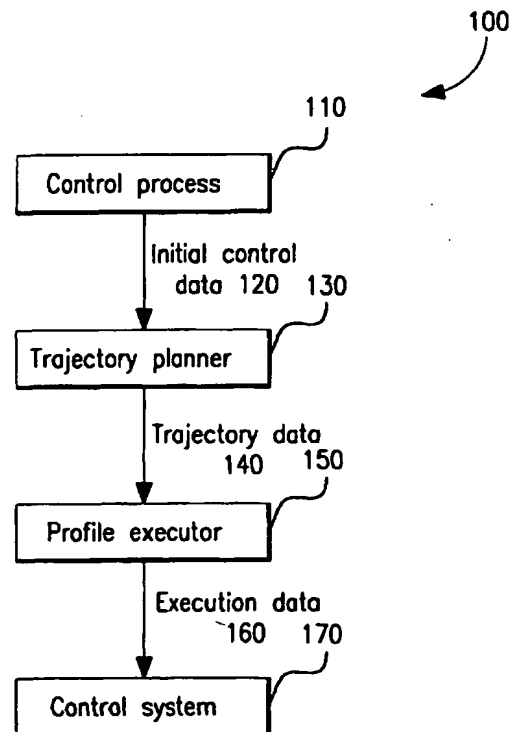 100
110
Control process
Initial control
data 120
130
Trajectory planner
Trajectory data
140
150
Profile executor
Execution data
160
170
Control system